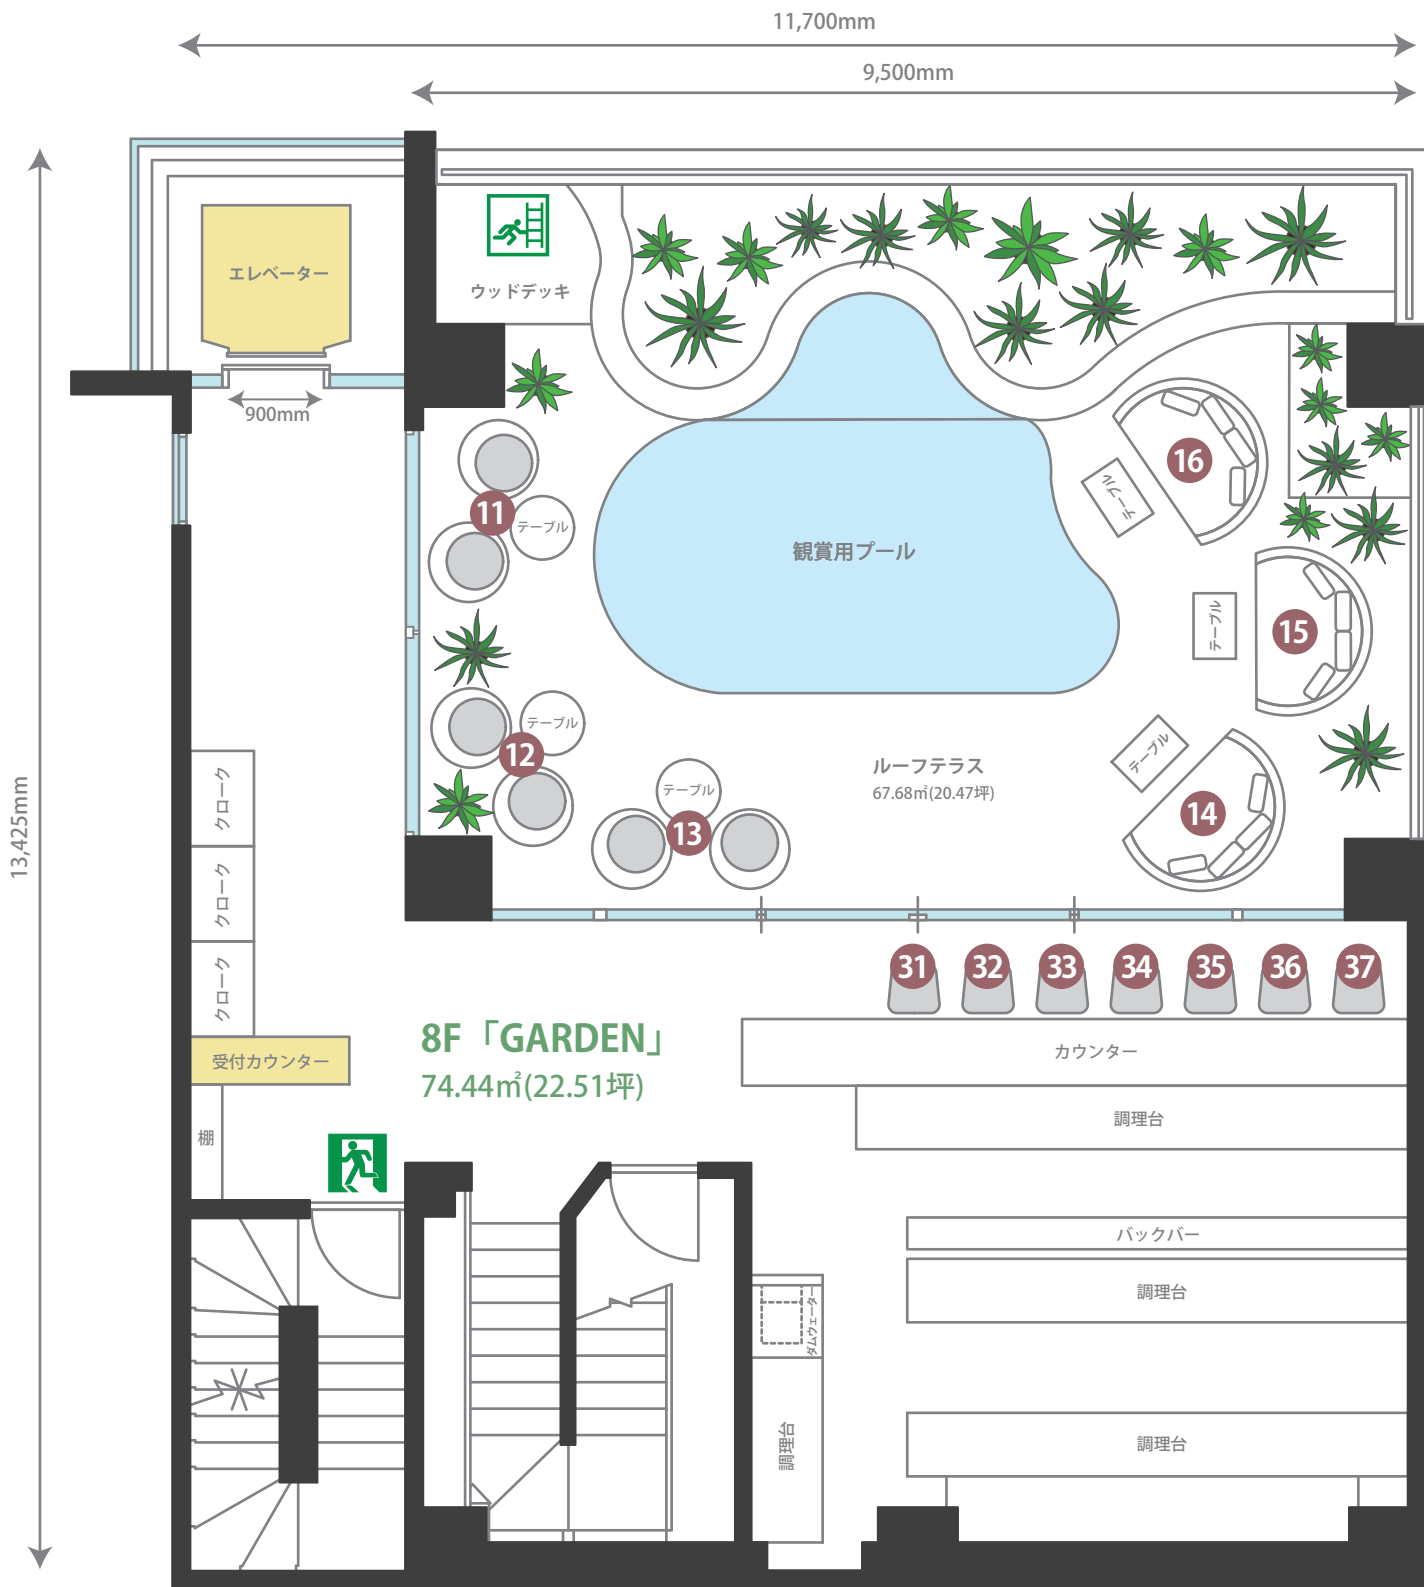 11,700mm
9,500mm
エレベーター
ウッドデッキ
900mm
13,425mm
11
テーブル
観賞用プール
16
テーブル
15
テーブル
12
テーブル
13
テーブル
ルーフテラス
67.68㎡(20.47坪)
14
テーブル
クローク
クローク
クローク
31
32
33
34
35
36
37
8F「GARDEN」
74.44㎡(22.51坪)
受付カウンター
カウンター
棚
調理台
バックバー
調理台
ダムウェーター
調理台
調理台